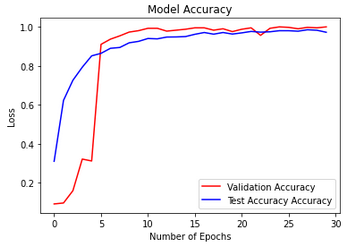 Model Accuracy
1.0
0.8
0.6
0.4
0.2
Loss
Validation Accuracy
Test Accuracy Accuracy
0
5
10
15
20
25
30
Number of Epochs